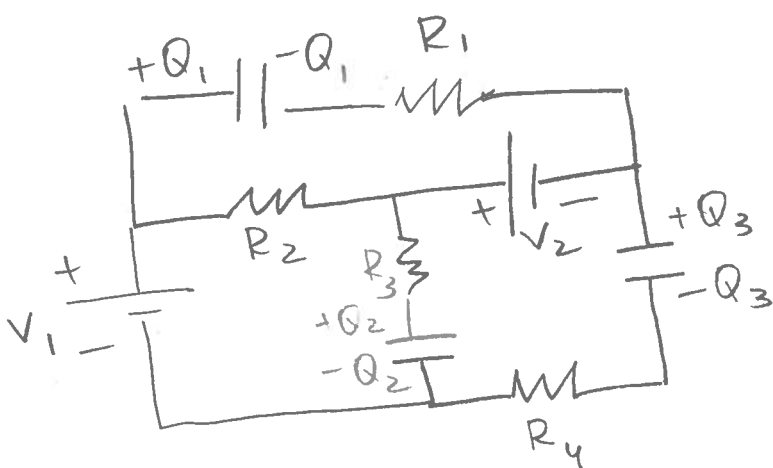 +Q₁ -Q₁ R₁
R₂ + V₂ -
R₃
+ V₁ -
+Q₂
-Q₂
+Q₃
-Q₃
R₄